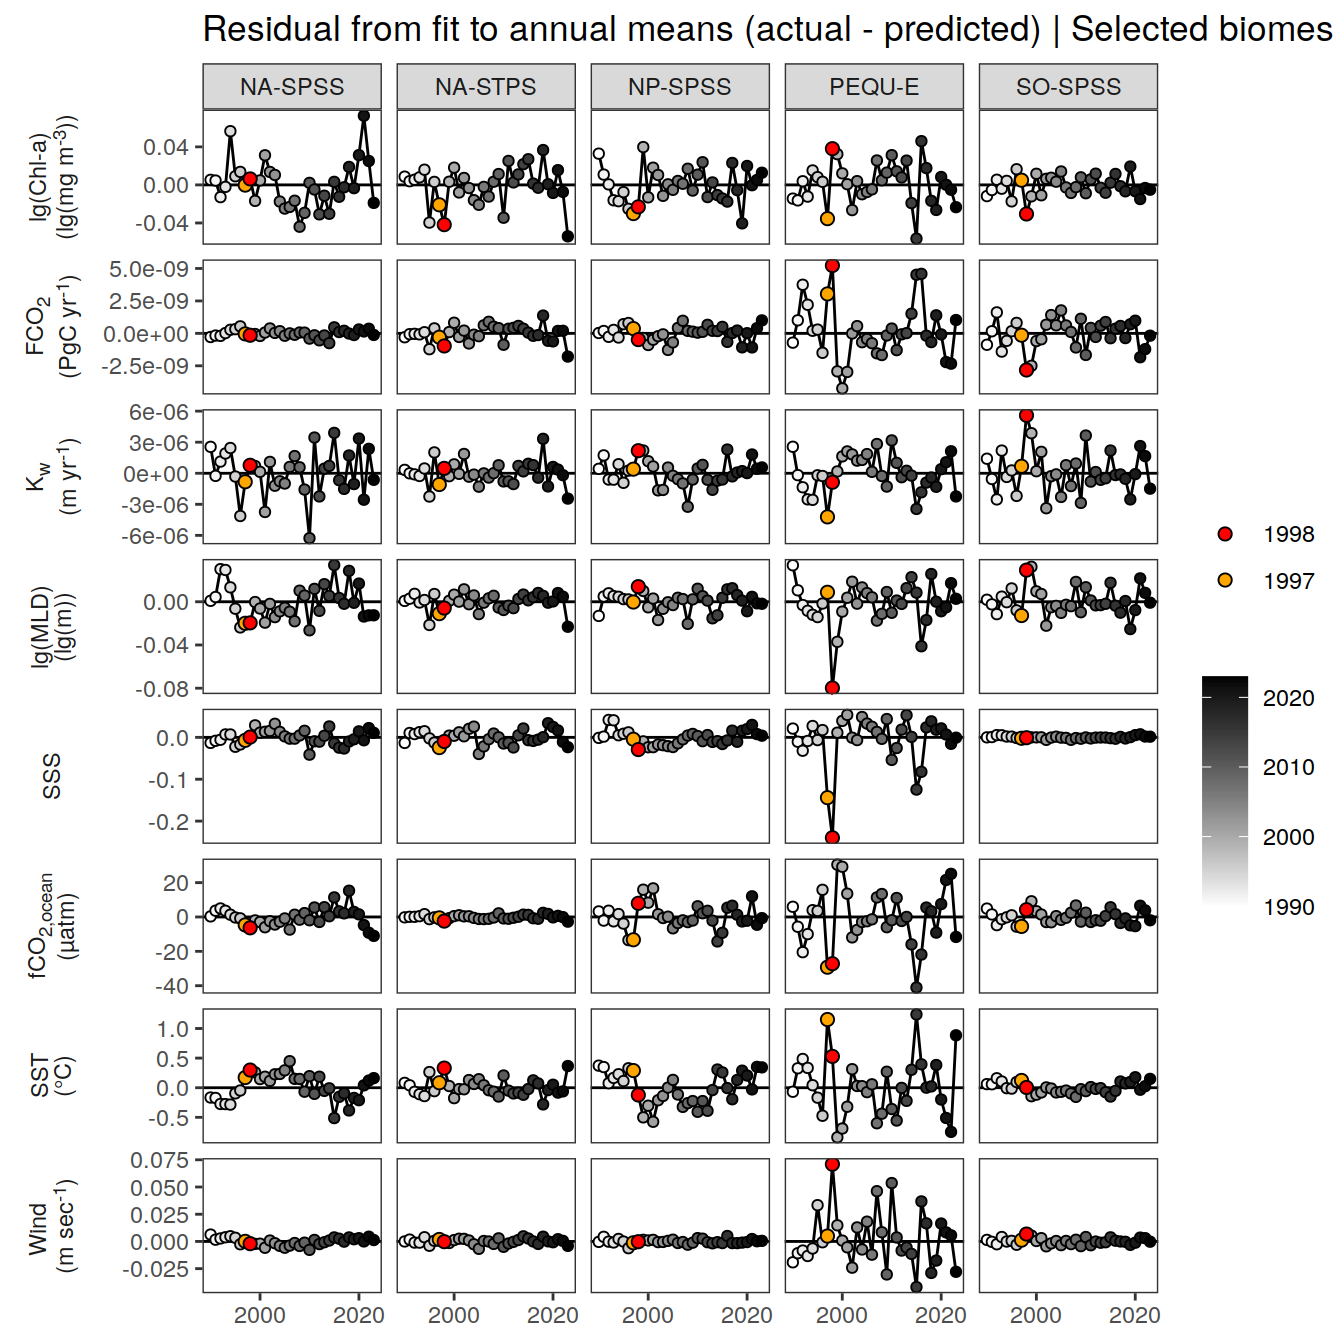 Residual from fit to annual means (actual - predicted) | Selected biomes
NA-SPSS NA-STPS NP-SPSS PEQU-E SO-SPSS
lg(Chl-a)
(lg(mg m⁻³))
0.04
0.00
-0.04
FCO₂
(PgC yr⁻¹)
5.0e-09
2.5e-09
0.0e+00
-2.5e-09
K_w
(m yr⁻¹)
6e-06
3e-06
0e+00
-3e-06
-6e-06
lg(MLD)
(lg(m))
0.00
-0.04
-0.08
SSS
0.0
-0.1
-0.2
fCO₂,ocean
(µatm)
20
0
-20
-40
SST
(°C)
1.0
0.5
0.0
-0.5
Wind
(m sec⁻¹)
0.075
0.050
0.025
0.000
-0.025
2000 2020 2000 2020 2000 2020 2000 2020 2000 2020
1998
1997
2020
2010
2000
1990